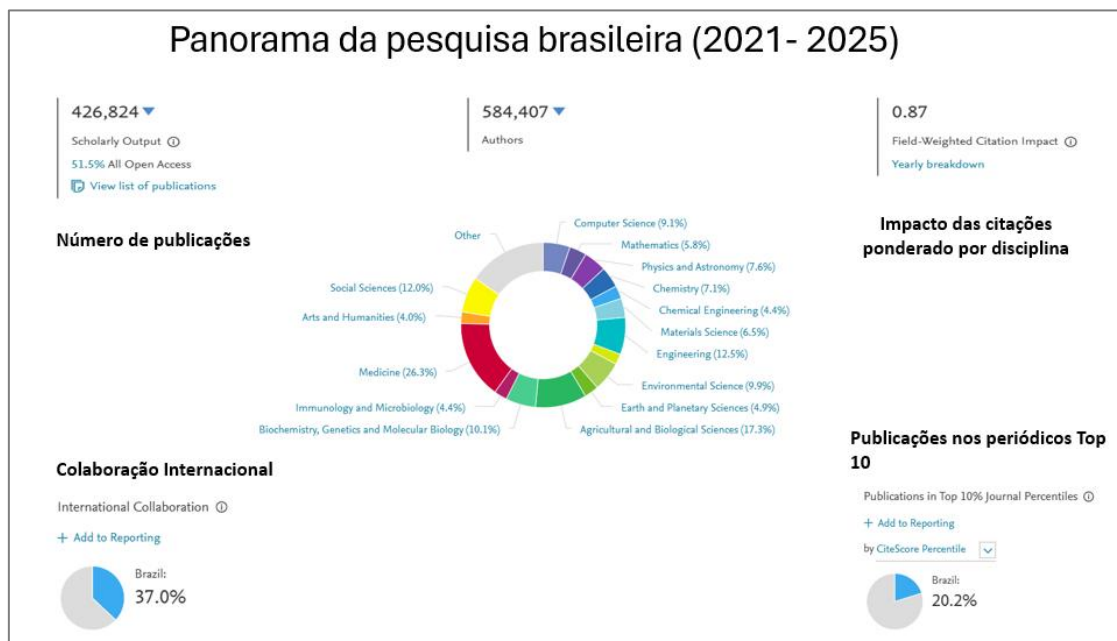 Panorama da pesquisa brasileira (2021- 2025)
426,824
Scholarly Output
51.5% All Open Access
View list of publications
584,407
Authors
0.87
Field-Weighted Citation Impact
Yearly breakdown
Número de publicações
Impacto das citações
ponderado por disciplina
Other
Computer Science (9.1%)
Mathematics (5.8%)
Physics and Astronomy (7.6%)
Chemistry (7.1%)
Chemical Engineering (4.4%)
Materials Science (6.5%)
Engineering (12.5%)
Environmental Science (9.9%)
Earth and Planetary Sciences (4.9%)
Agricultural and Biological Sciences (17.3%)
Biochemistry, Genetics and Molecular Biology (10.1%)
Immunology and Microbiology (4.4%)
Medicine (26.3%)
Arts and Humanities (4.0%)
Social Sciences (12.0%)
Colaboração Internacional
International Collaboration
+ Add to Reporting
Brazil:
37.0%
Publicações nos periódicos Top
10
Publications in Top 10% Journal Percentiles
+ Add to Reporting
by CiteScore Percentile
Brazil:
20.2%